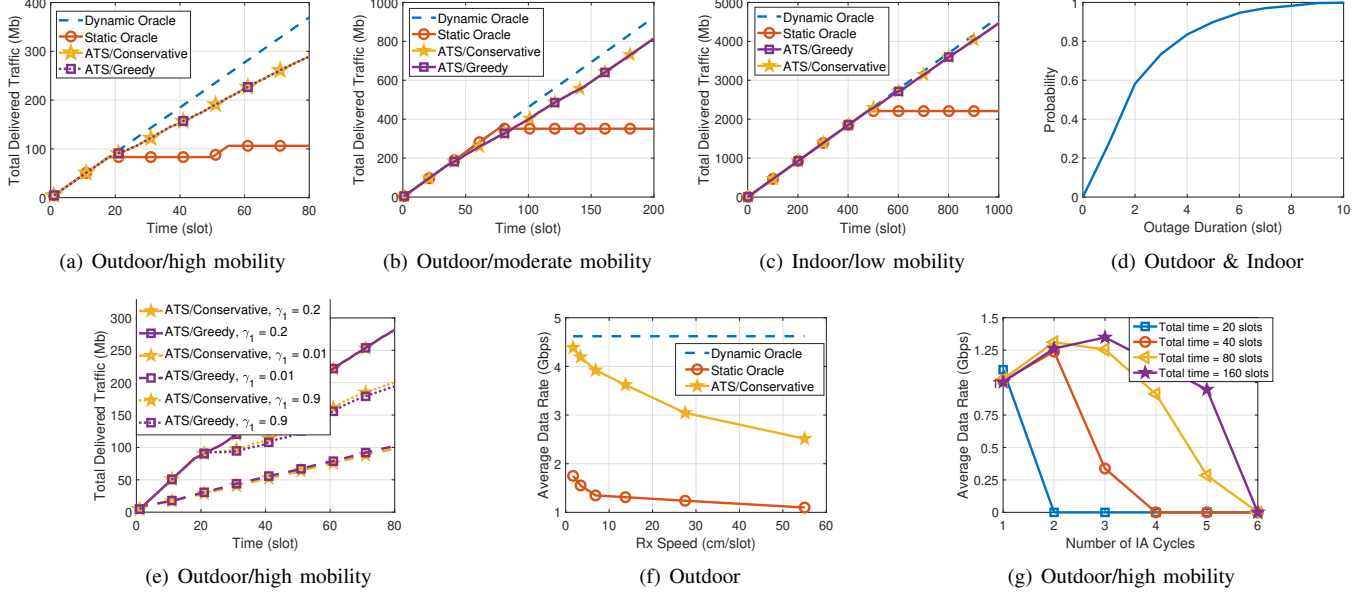 400
300
200
100
0
Total Delivered Traffic (Mb)
Dynamic Oracle
Static Oracle
ATS/Conservative
ATS/Greedy
0 20 40 60 80
Time (slot)
(a) Outdoor/high mobility
1000
800
600
400
200
0
Total Delivered Traffic (Mb)
Dynamic Oracle
Static Oracle
ATS/Conservative
ATS/Greedy
0 50 100 150 200
Time (slot)
(b) Outdoor/moderate mobility
5000
4000
3000
2000
1000
0
Total Delivered Traffic (Mb)
Dynamic Oracle
Static Oracle
ATS/Greedy
ATS/Conservative
0 200 400 600 800 1000
Time (slot)
(c) Indoor/low mobility
1
0.8
0.6
0.4
0.2
0
Probability
0 2 4 6 8 10
Outage Duration (slot)
(d) Outdoor & Indoor
300
250
200
150
100
50
0
Total Delivered Traffic (Mb)
ATS/Conservative, γ1 = 0.2
ATS/Greedy, γ1 = 0.2
ATS/Conservative, γ1 = 0.01
ATS/Greedy, γ1 = 0.01
ATS/Conservative, γ1 = 0.9
ATS/Greedy, γ1 = 0.9
0 20 40 60 80
Time (slot)
(e) Outdoor/high mobility
5
4
3
2
1
Average Data Rate (Gbps)
Dynamic Oracle
Static Oracle
ATS/Conservative
0 10 20 30 40 50 60
Rx Speed (cm/slot)
(f) Outdoor
1.5
1.25
1
0.75
0.5
0.25
0
Average Data Rate (Gbps)
Total time = 20 slots
Total time = 40 slots
Total time = 80 slots
Total time = 160 slots
1 2 3 4 5 6
Number of IA Cycles
(g) Outdoor/high mobility